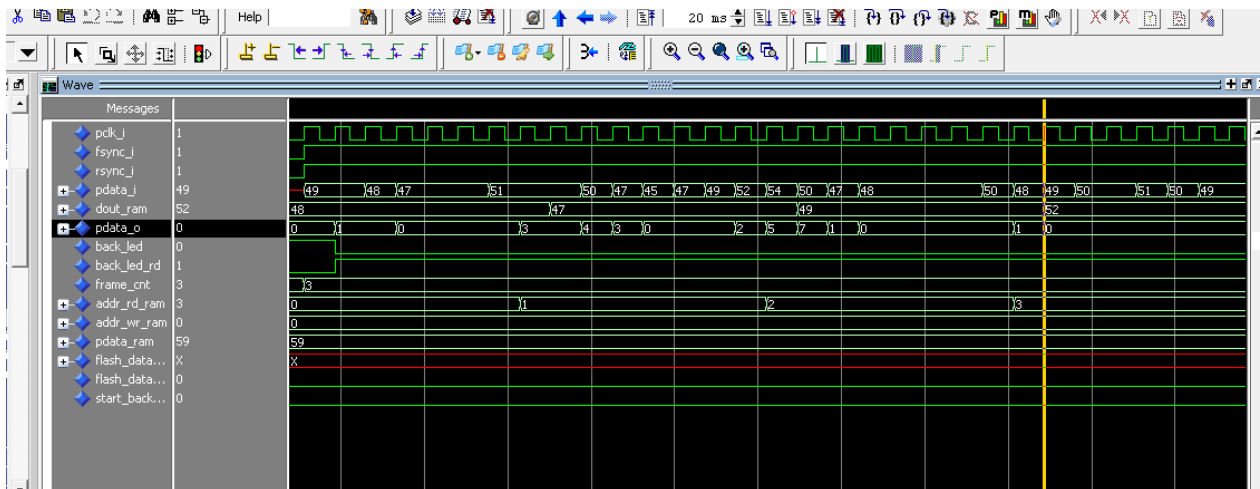 Help
20 ms
Wave
Messages
pclk_i 1
fsync_i 1
rsync_i 1
pdata_i 49 49 48 47 51 50 47 45 47 49 52 54 50 47 48 50 48 49 50 51 50 49
dout_ram 52 48 47 49 52
pdata_o 0 0 1 0 3 4 3 0 2 5 7 1 0 1 0
back_led 0
back_led_rd 1
frame_cnt 3 3
addr_rd_ram 3 0 1 2 3
addr_wr_ram 0 0
pdata_ram 59 59
flash_data... X X
flash_data... 0
start_back... 0